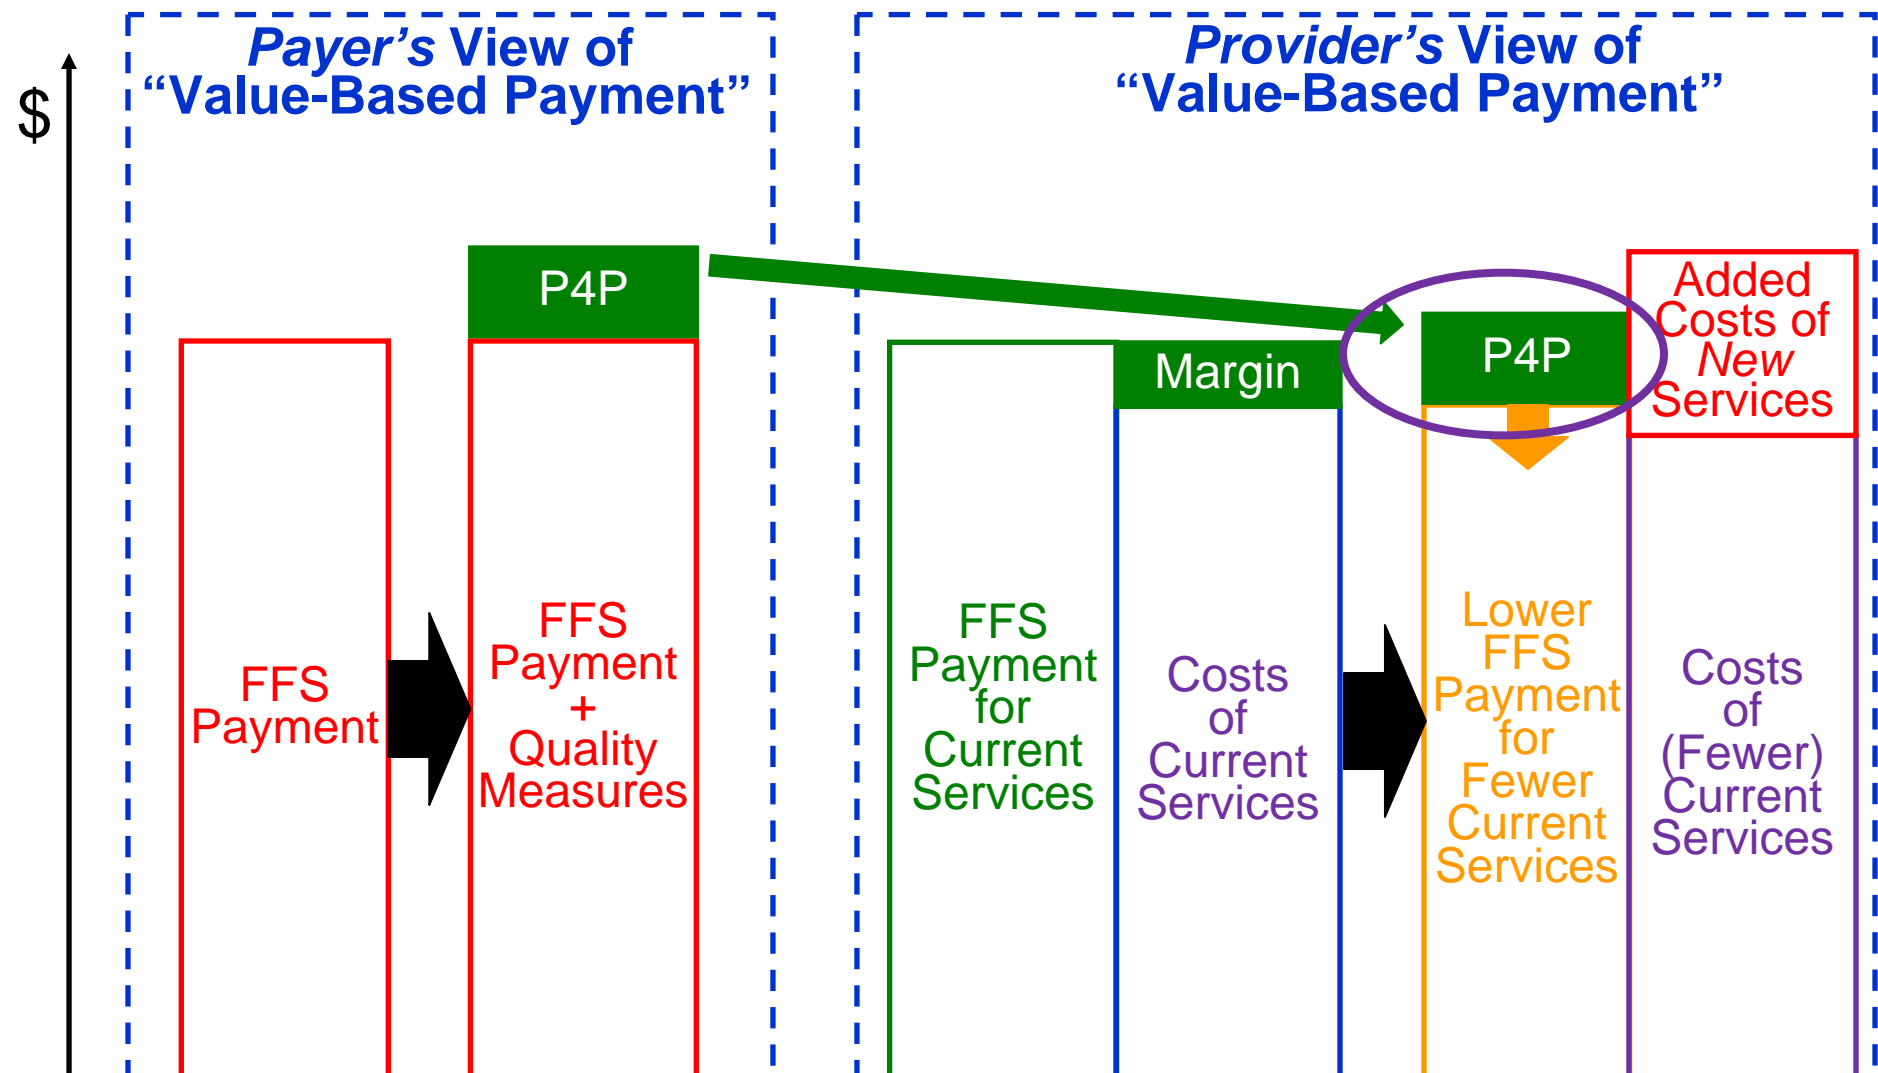 $
Payer's View of
“Value-Based Payment”
P4P
FFS
Payment
FFS
Payment
+
Quality
Measures
Provider's View of
“Value-Based Payment”
FFS
Payment
for
Current
Services
Margin
Costs
of
Current
Services
P4P
Lower
FFS
Payment
for
Fewer
Current
Services
Added
Costs of
New
Services
Costs
of
(Fewer)
Current
Services